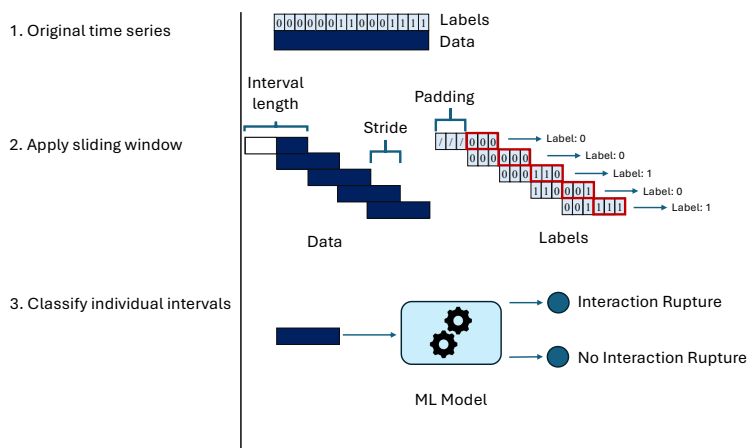 1. Original time series
0 0 0 0 0 0 1 1 0 0 0 1 1 1 1
Labels
Data
2. Apply sliding window
Interval
length
Stride
Padding
/ / / 0 0 0
Label: 0
0 0 0 0 0 0
Label: 0
0 0 0 1 1 0
Label: 1
1 1 0 0 0 1
Label: 0
0 0 1 1 1 1
Label: 1
Data
Labels
3. Classify individual intervals
Interaction Rupture
No Interaction Rupture
ML Model